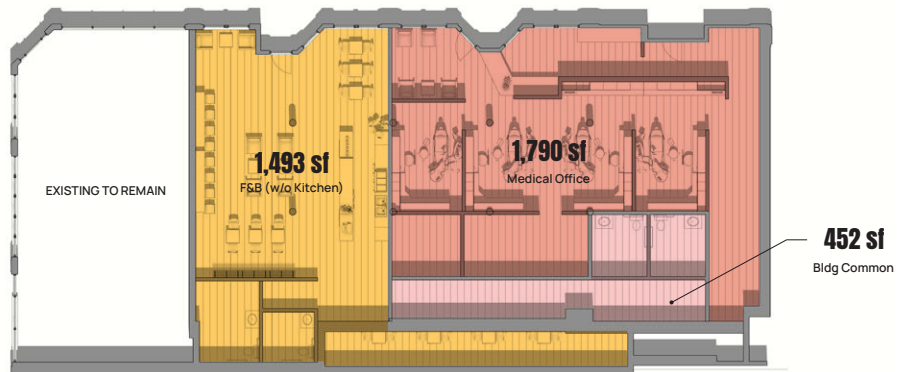 EXISTING TO REMAIN
1,493 sf
F&B (w/o Kitchen)
1,790 sf
Medical Office
452 sf
Bldg Common